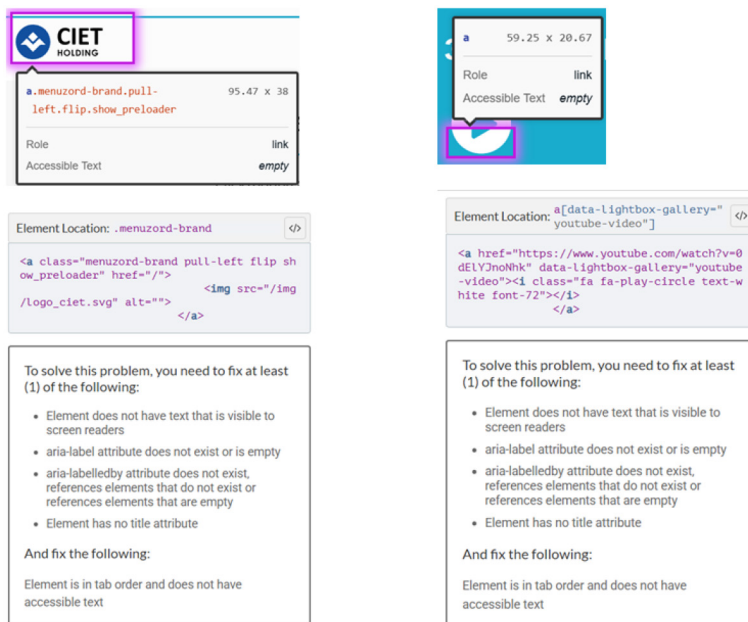 CIET
HOLDING
a.menuzord-brand.pull-
left.flip.show_preloader
95.47 x 38
Role
link
Accessible Text
empty
Element Location: .menuzord-brand
</>
<a class="menuzord-brand pull-left flip sh
ow_preloader" href="/">
<img src="/img
/logo_ciet.svg" alt="">
</a>
To solve this problem, you need to fix at least
(1) of the following:
• Element does not have text that is visible to
screen readers
• aria-label attribute does not exist or is empty
• aria-labelledby attribute does not exist,
references elements that do not exist or
references elements that are empty
• Element has no title attribute
And fix the following:
Element is in tab order and does not have
accessible text
a
59.25 x 20.67
Role
link
Accessible Text
empty
Element Location: a[data-lightbox-gallery="
youtube-video"]
</>
<a href="https://www.youtube.com/watch?v=0
dElYJnoNhk" data-lightbox-gallery="youtube
-video"><i class="fa fa-play-circle text-w
hite font-72"></i>
</a>
To solve this problem, you need to fix at least
(1) of the following:
• Element does not have text that is visible to
screen readers
• aria-label attribute does not exist or is empty
• aria-labelledby attribute does not exist,
references elements that do not exist or
references elements that are empty
• Element has no title attribute
And fix the following:
Element is in tab order and does not have
accessible text